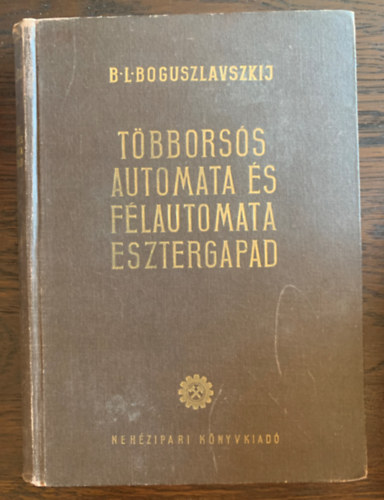 B·L·BOGUSZLAVSZKIJ
TÖBBORSÓS
AUTOMATA ÉS
FÉLAUTOMATA
ESZTERGAPAD
NEHÉZIPARI KÖNYVKIADÓ